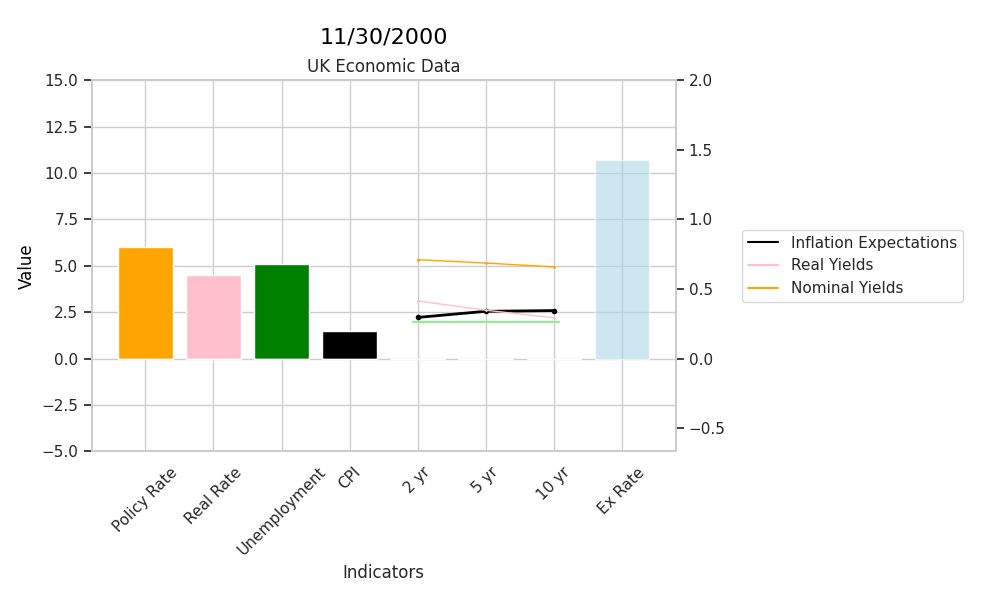 11/30/2000
UK Economic Data
15.0
12.5
10.0
7.5
5.0
2.5
0.0
−2.5
−5.0
Value
2.0
1.5
1.0
0.5
0.0
−0.5
Inflation Expectations
Real Yields
Nominal Yields
Policy Rate
Real Rate
Unemployment
CPI
2 yr
5 yr
10 yr
Ex Rate
Indicators